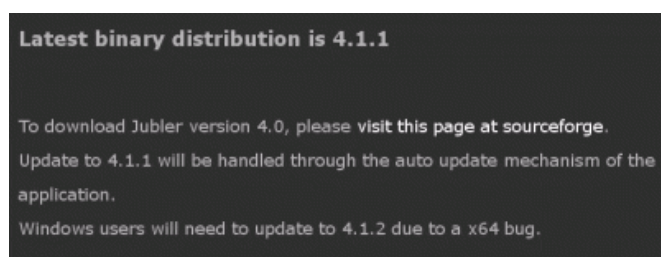 Latest binary distribution is 4.1.1
To download Jubler version 4.0, please visit this page at sourceforge.
Update to 4.1.1 will be handled through the auto update mechanism of the
application.
Windows users will need to update to 4.1.2 due to a x64 bug.